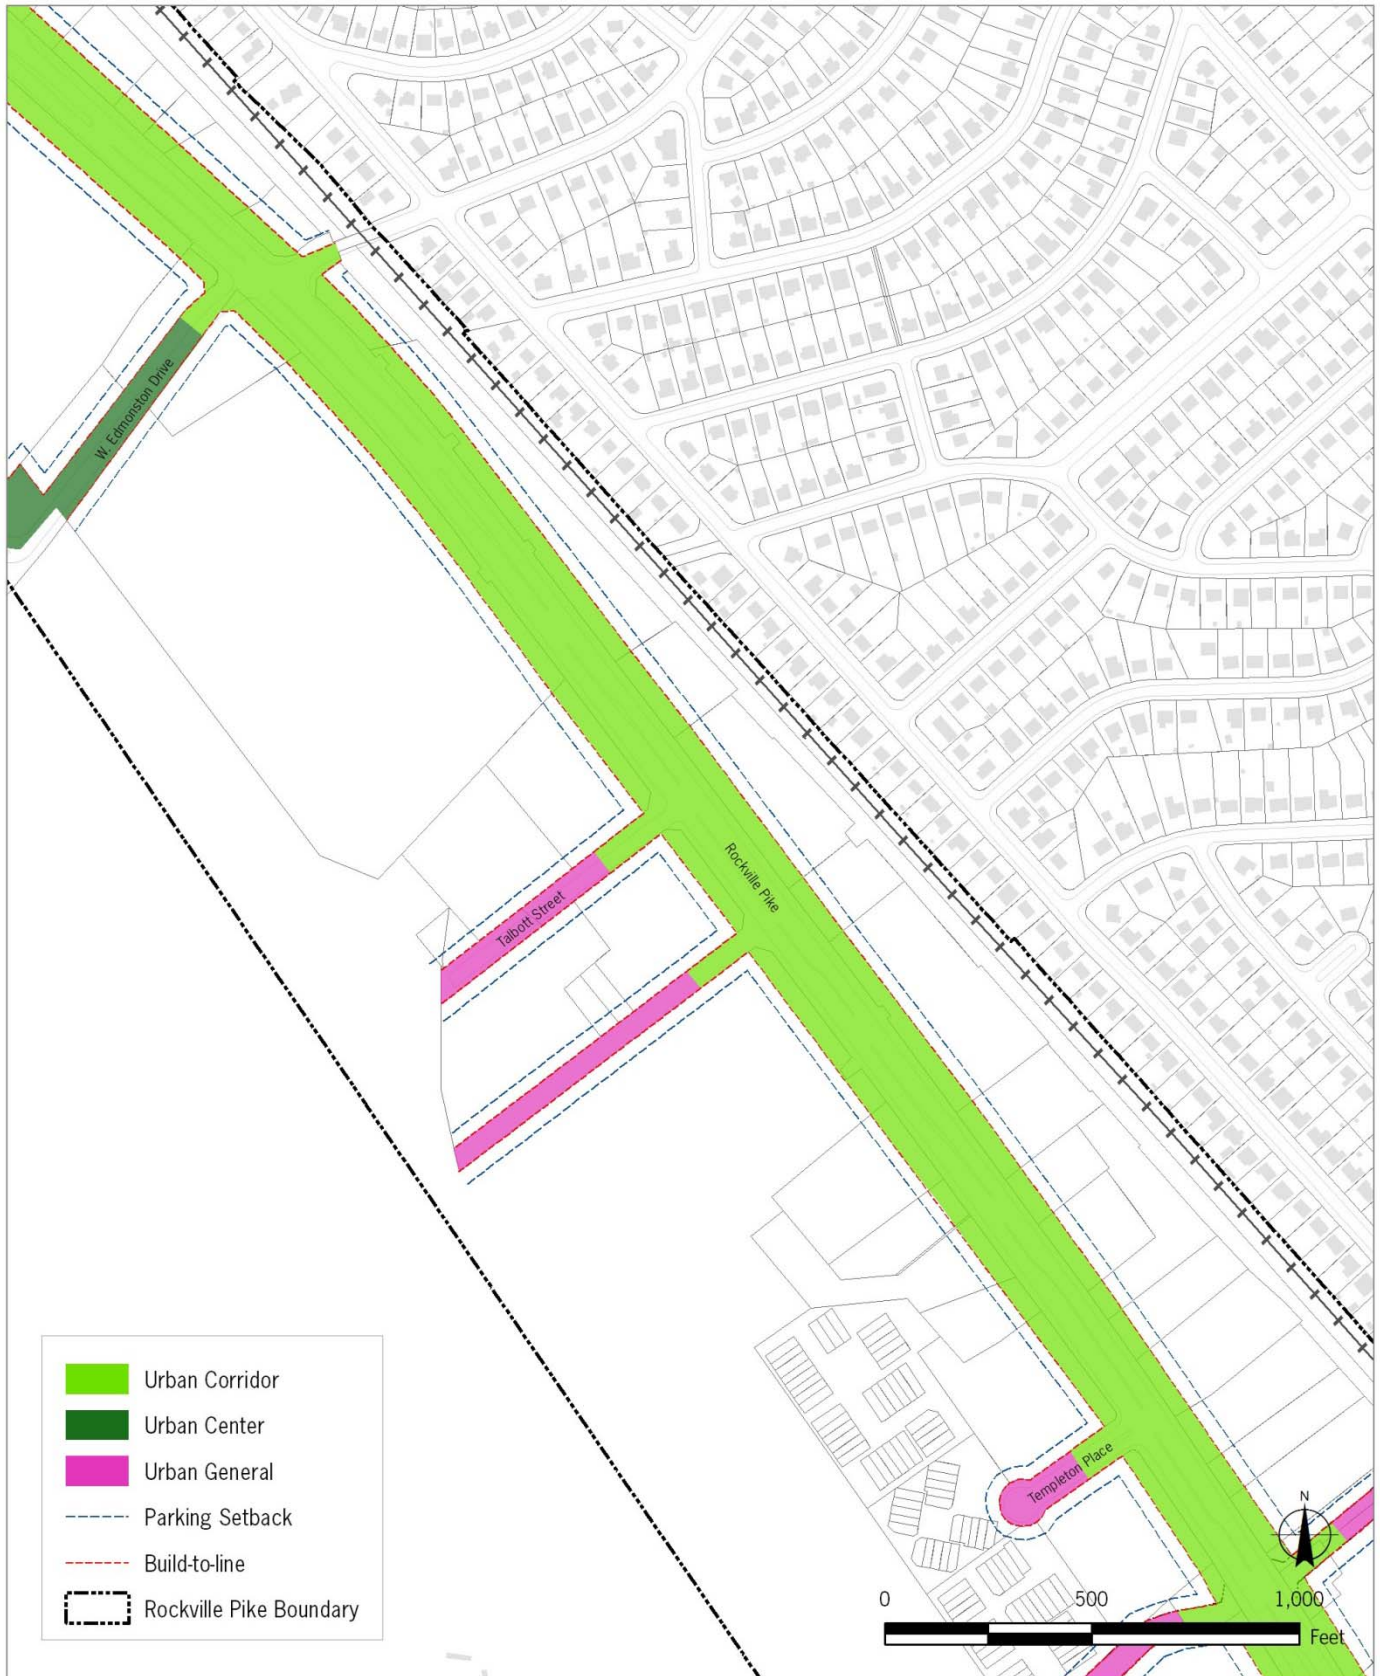 W. Edmonston Drive
Rockville Pike
Talbott Street
Templeton Place
Urban Corridor
Urban Center
Urban General
Parking Setback
Build-to-line
Rockville Pike Boundary
N
0 500 1,000
Feet